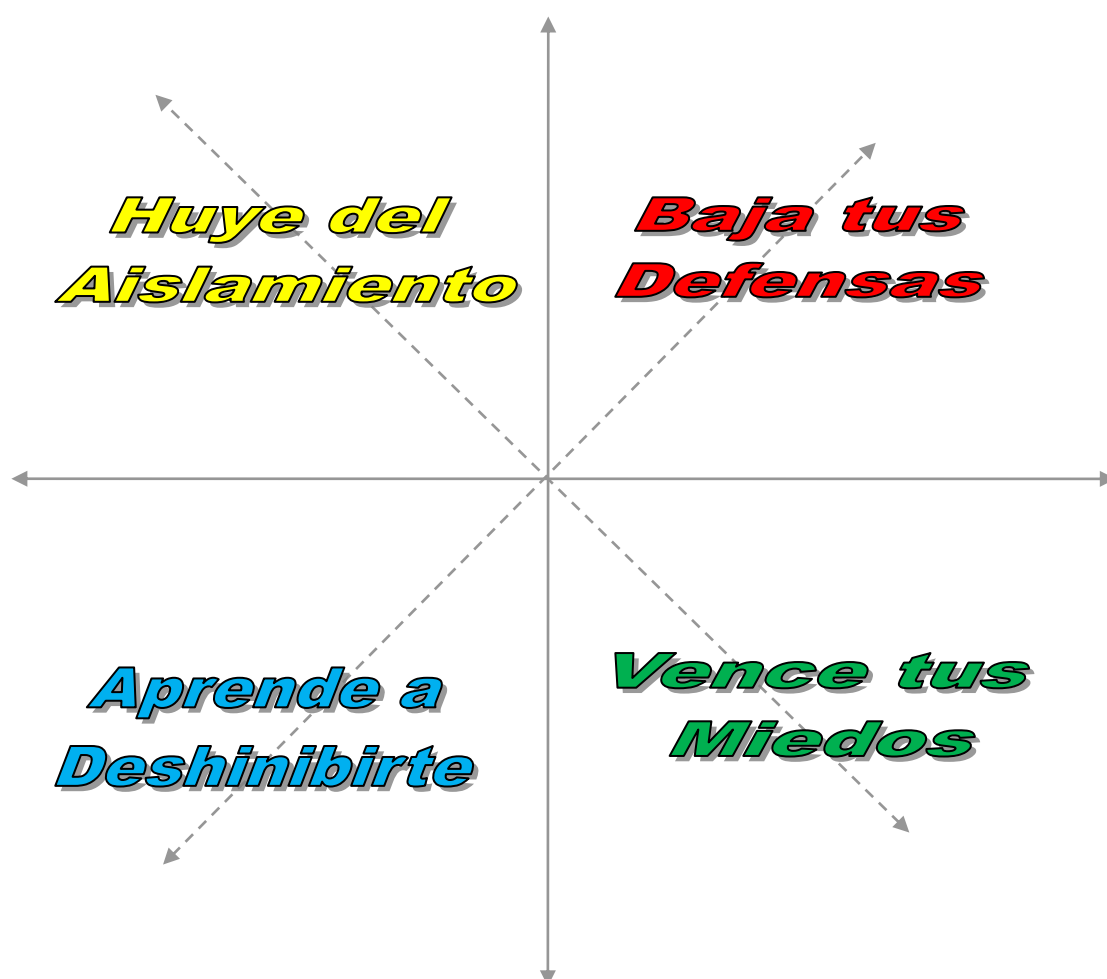 Huye del
Aislamiento
Baja tus
Defensas
Aprende a
Deshinibirte
Vence tus
Miedos